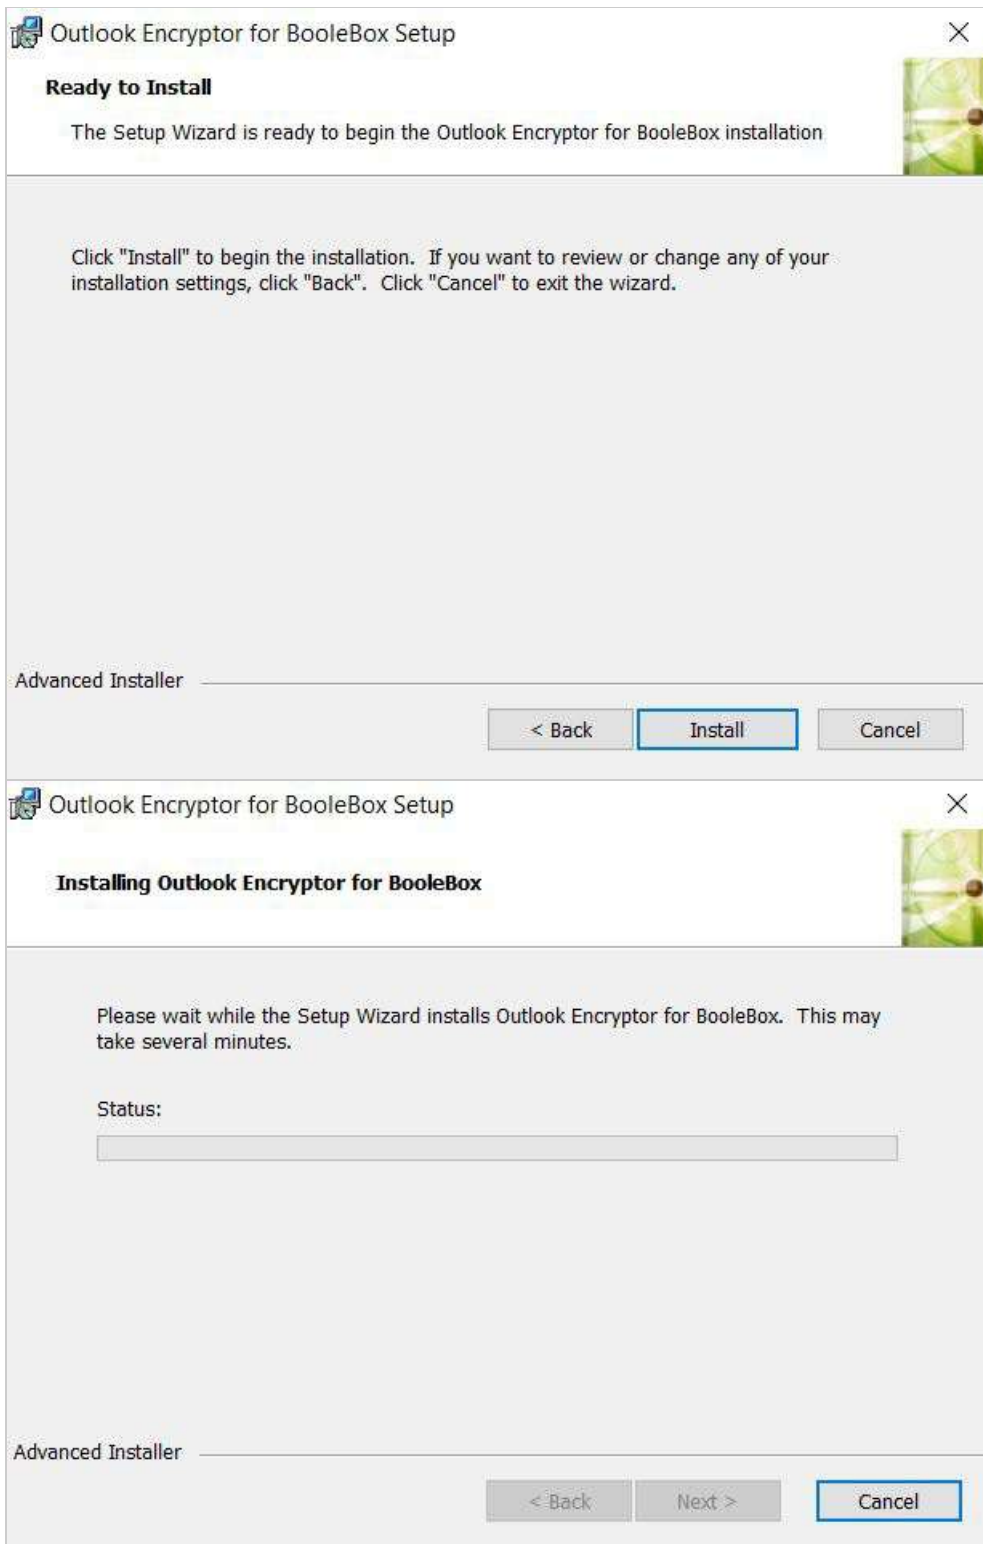 Outlook Encryptor for BooleBox Setup
Ready to Install
The Setup Wizard is ready to begin the Outlook Encryptor for BooleBox installation
Click "Install" to begin the installation.  If you want to review or change any of your
installation settings, click "Back".  Click "Cancel" to exit the wizard.
Advanced Installer
< Back Install Cancel
Outlook Encryptor for BooleBox Setup
Installing Outlook Encryptor for BooleBox
Please wait while the Setup Wizard installs Outlook Encryptor for BooleBox.  This may
take several minutes.
Status:
Advanced Installer
< Back Next > Cancel